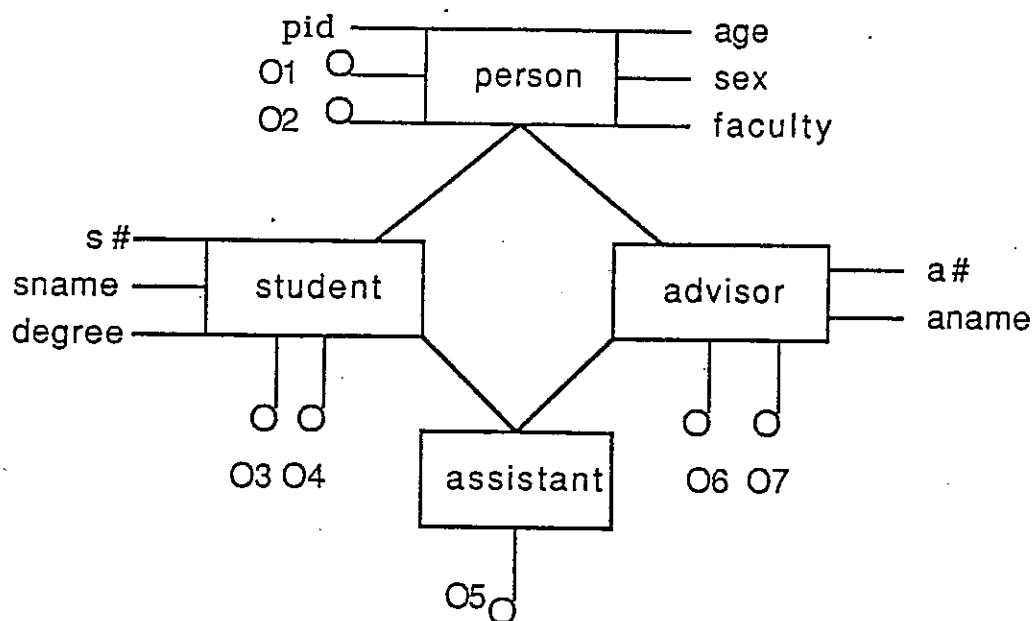 pid
age
O1
person
sex
O2
faculty
s#
sname
student
degree
advisor
a#
aname
O3 O4
assistant
O6 O7
O5